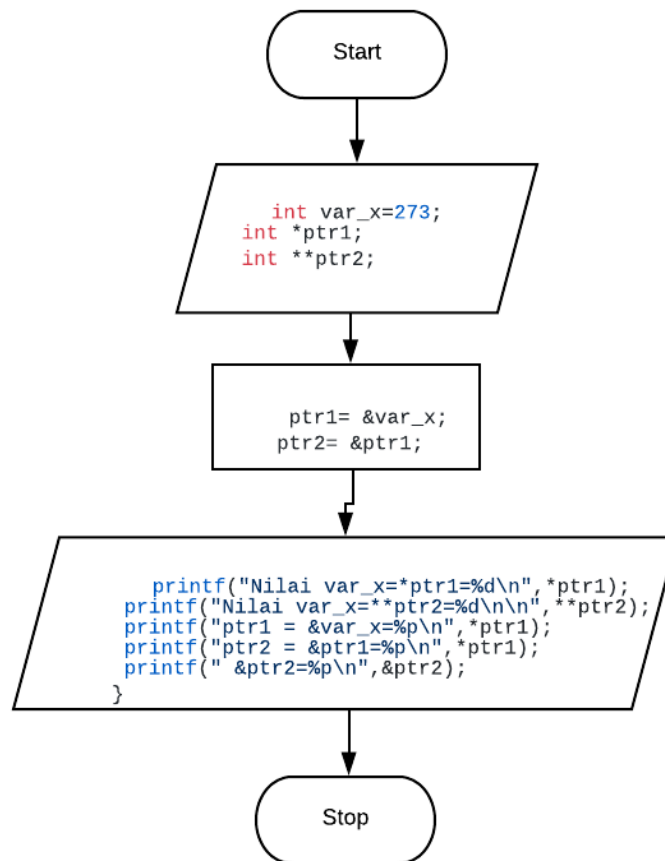 Start
int var_x=273;
int *ptr1;
int **ptr2;
ptr1= &var_x;
ptr2= &ptr1;
printf("Nilai var_x=*ptr1=%d\n",*ptr1);
printf("Nilai var_x=**ptr2=%d\n\n",**ptr2);
printf("ptr1 = &var_x=%p\n",*ptr1);
printf("ptr2 = &ptr1=%p\n",*ptr1);
printf(" &ptr2=%p\n",&ptr2);
}
Stop